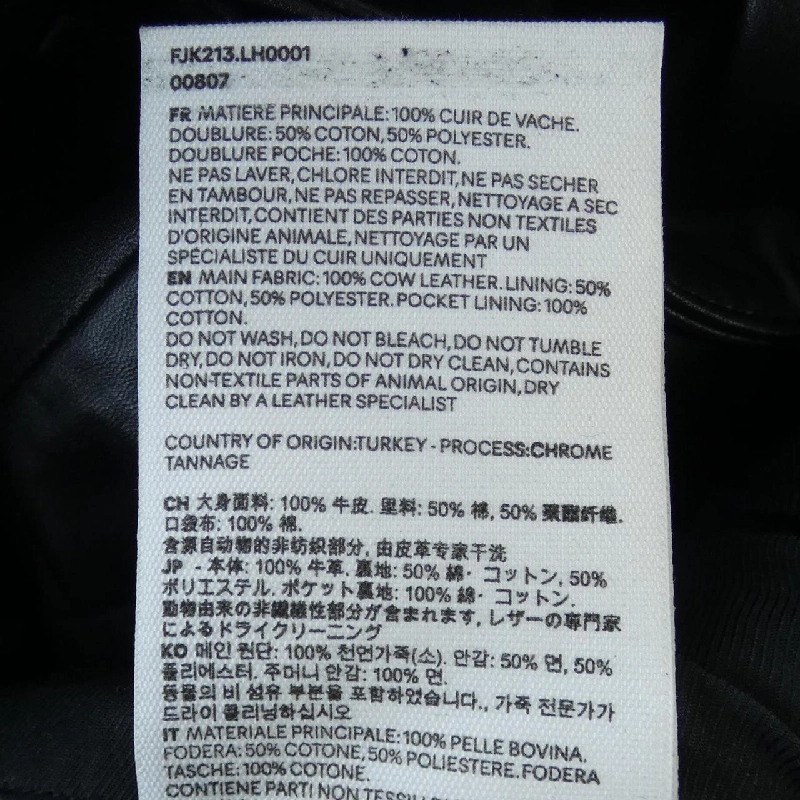 FJK213.LH0001
00807
FR MATIERE PRINCIPALE:100% CUIR DE VACHE.
DOUBLURE:50% COTON,50% POLYESTER.
DOUBLURE POCHE:100% COTON.
NE PAS LAVER,CHLORE INTERDIT,NE PAS SECHER
EN TAMBOUR,NE PAS REPASSER,NETTOYAGE A SEC
INTERDIT,CONTIENT DES PARTIES NON TEXTILES
D'ORIGINE ANIMALE,NETTOYAGE PAR UN
SPÉCIALISTE DU CUIR UNIQUEMENT
EN MAIN FABRIC:100% COW LEATHER.LINING:50%
COTTON,50% POLYESTER.POCKET LINING:100%
COTTON.
DO NOT WASH,DO NOT BLEACH,DO NOT TUMBLE
DRY,DO NOT IRON,DO NOT DRY CLEAN,CONTAINS
NON-TEXTILE PARTS OF ANIMAL ORIGIN,DRY
CLEAN BY A LEATHER SPECIALIST
COUNTRY OF ORIGIN:TURKEY - PROCESS:CHROME
TANNAGE
CH 大身面料: 100% 牛皮. 里料: 50% 棉, 50% 聚酯纤维.
口袋布: 100% 棉.
含源自动物的非纺织部分, 由皮革专家干洗
JP - 本体: 100% 牛革. 裏地: 50% 綿・ コットン, 50%
ポリエステル. ポケット裏地: 100% 綿・ コットン.
動物由来の非繊維性部分が含まれます, レザーの専門家
によるドライクリーニング
KO 메인 원단: 100% 천연가죽(소). 안감: 50% 면, 50%
폴리에스터. 주머니 안감: 100% 면.
동물의 비 섬유 부분을 포함하였습니다., 가죽 전문가가
드라이 클리닝하십시오
IT MATERIALE PRINCIPALE:100% PELLE BOVINA.
FODERA:50% COTONE,50% POLIESTERE.FODERA
TASCHE:100% COTONE.
CONTIENE PARTI NON TESSILI